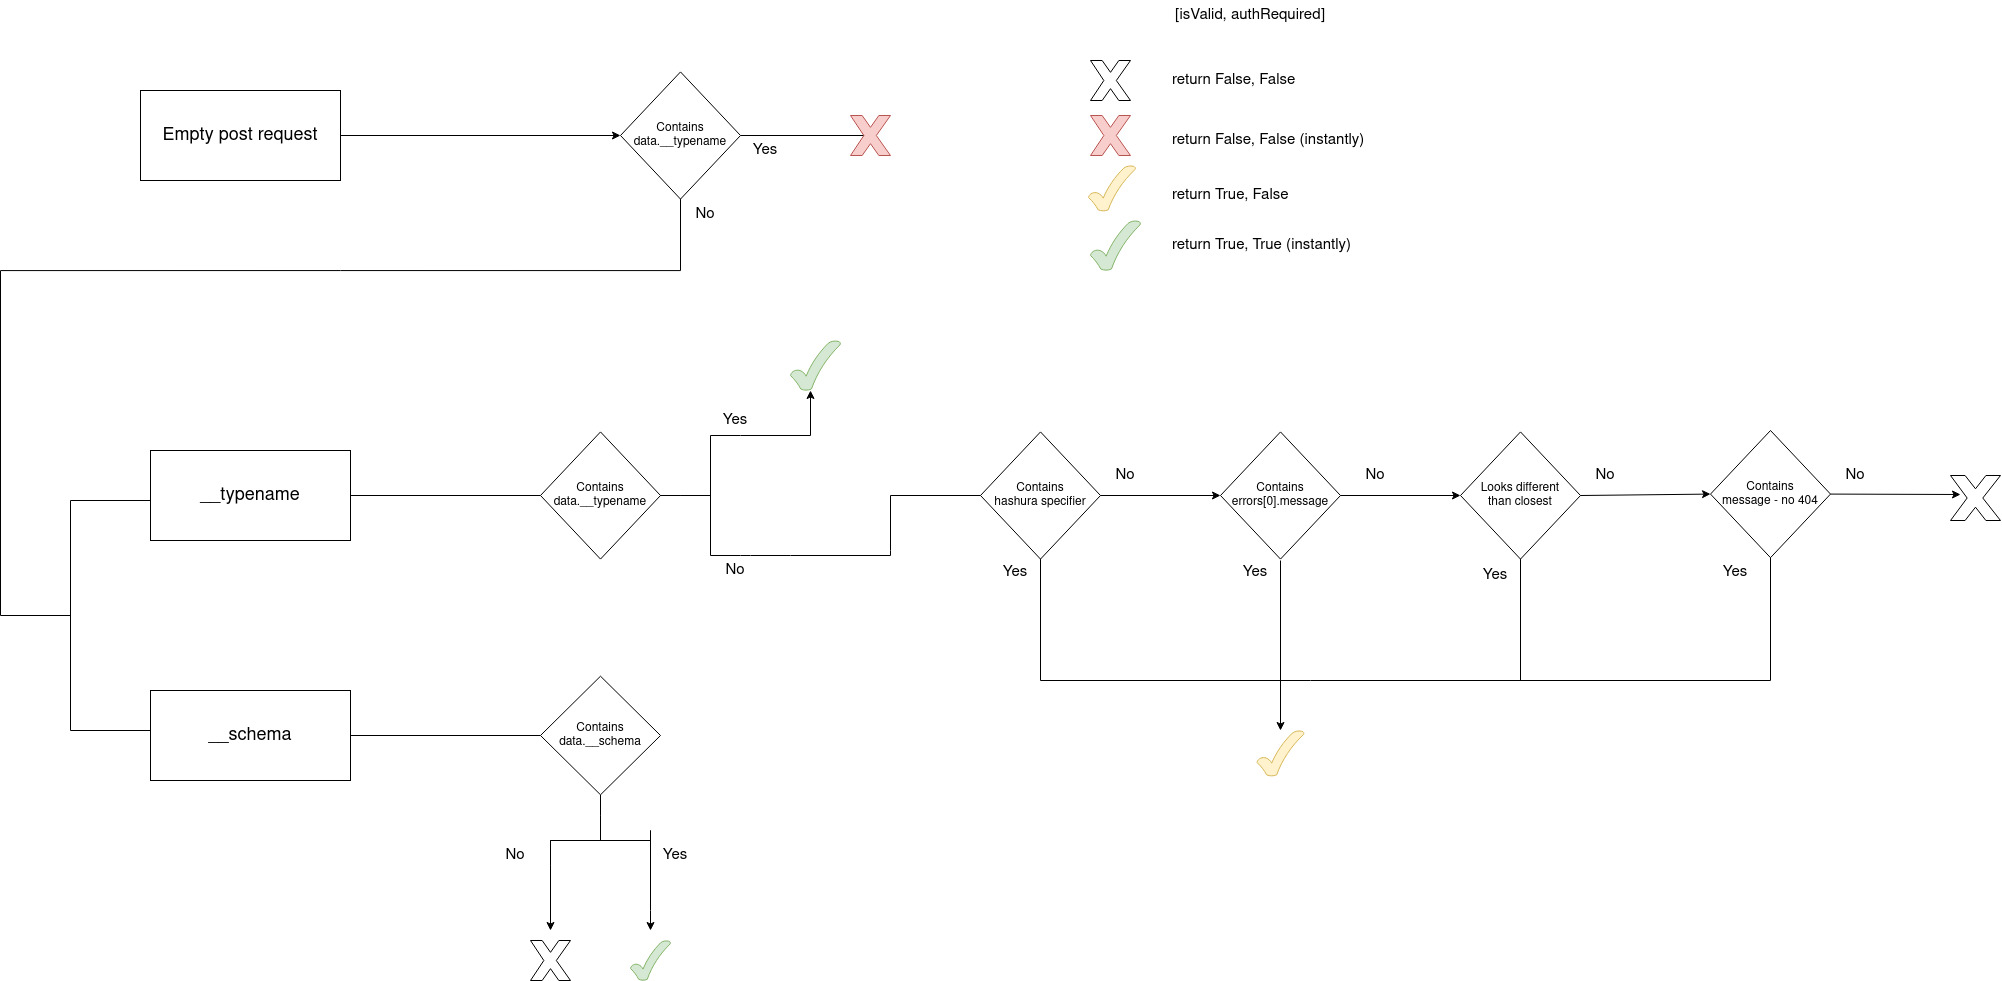 [isValid, authRequired]
return False, False
return False, False (instantly)
return True, False
return True, True (instantly)
Empty post request
Contains
data.__typename
Yes
No
__typename
Contains
data.__typename
Yes
No
Contains
hashura specifier
No
Yes
Contains
errors[0].message
No
Yes
Looks different
than closest
No
Yes
Contains
message - no 404
No
Yes
__schema
Contains
data.__schema
No
Yes